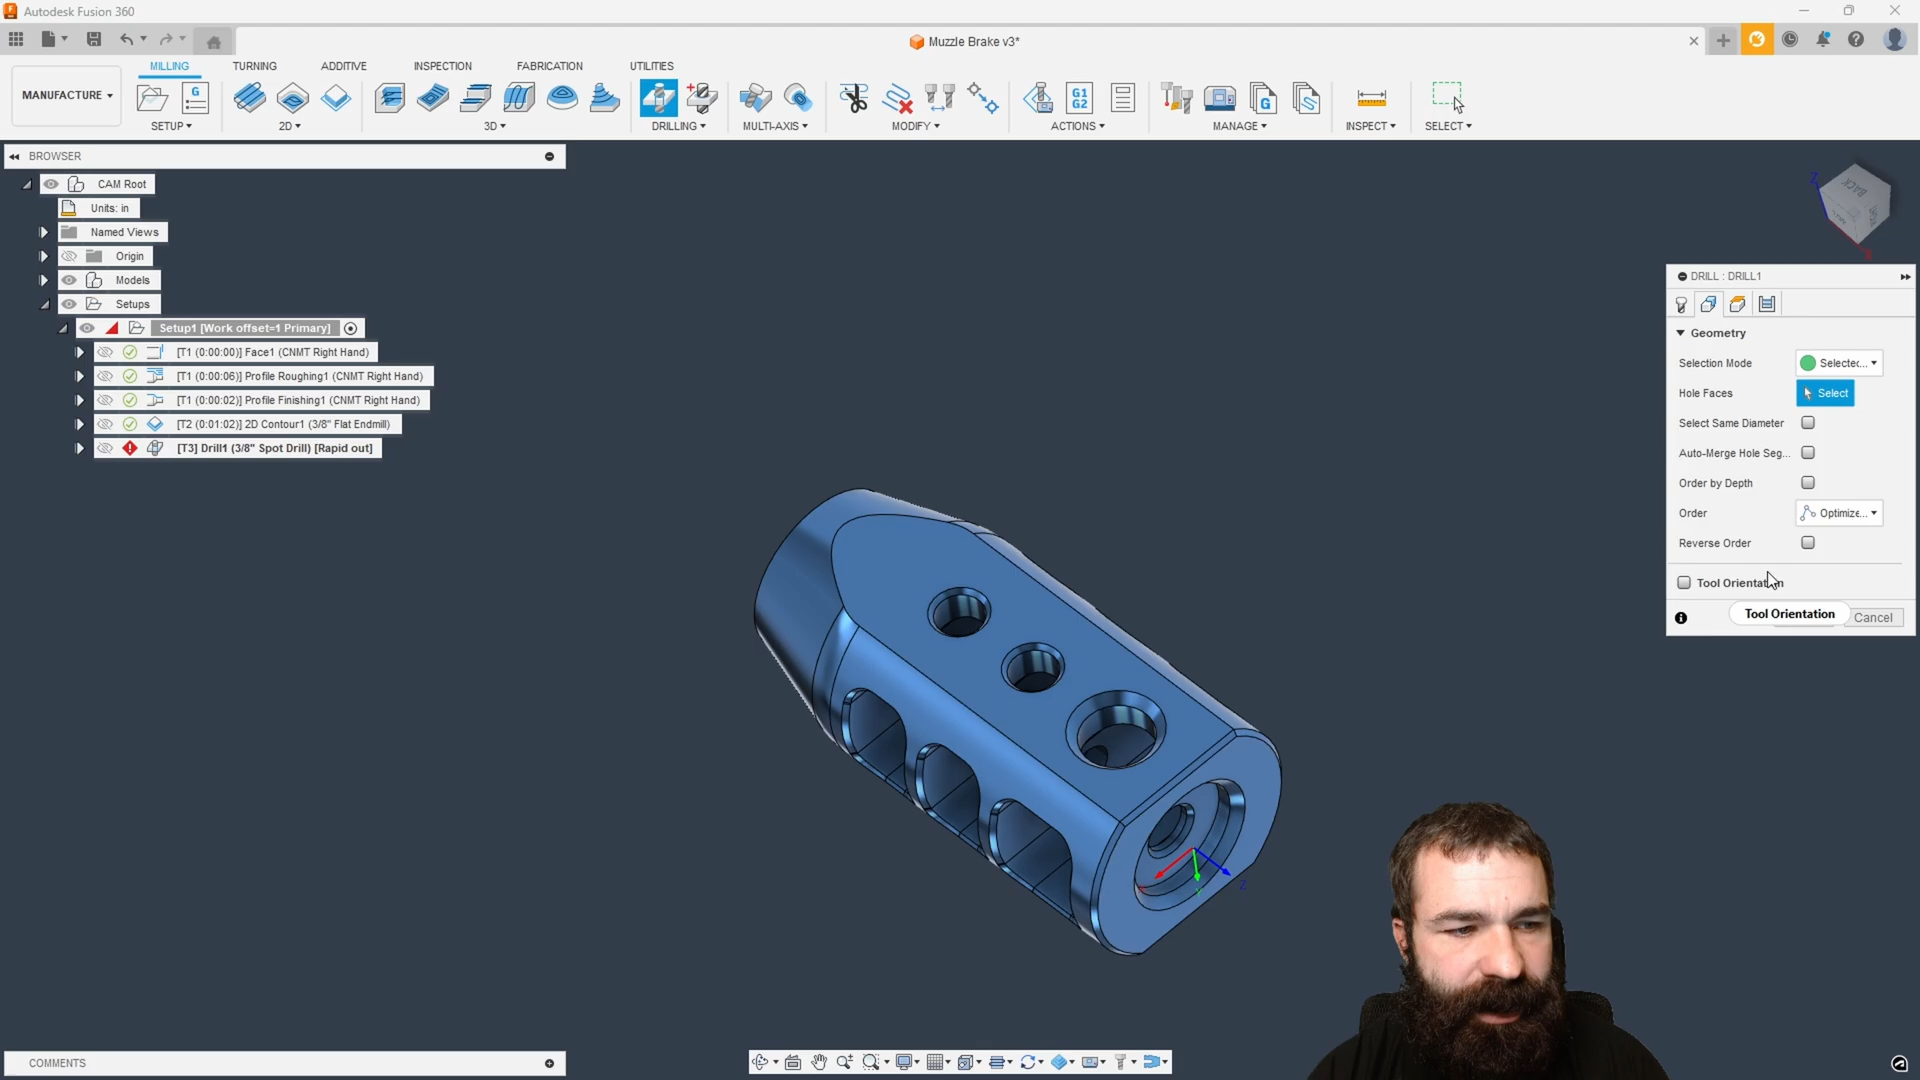 Autodesk Fusion 360
Muzzle Brake v3*
MILLING TURNING ADDITIVE INSPECTION FABRICATION UTILITIES
MANUFACTURE
G
G1
G2
G
SETUP 2D 3D DRILLING MULTI-AXIS MODIFY ACTIONS MANAGE INSPECT SELECT
BROWSER
CAM Root
Units: in
Named Views
Origin
Models
Setups
Setup1 [Work offset=1 Primary]
[T1 (0:00:00)] Face1 (CNMT Right Hand)
[T1 (0:00:06)] Profile Roughing1 (CNMT Right Hand)
[T1 (0:00:02)] Profile Finishing1 (CNMT Right Hand)
[T2 (0:01:02)] 2D Contour1 (3/8" Flat Endmill)
[T3] Drill1 (3/8" Spot Drill) [Rapid out]
Z
BACK
X
DRILL : DRILL1
Geometry
Selection Mode Selectec...
Hole Faces Select
Select Same Diameter
Auto-Merge Hole Seg...
Order by Depth
Order Optimize...
Reverse Order
Tool Orientation
Tool Orientation
Cancel
Z
COMMENTS